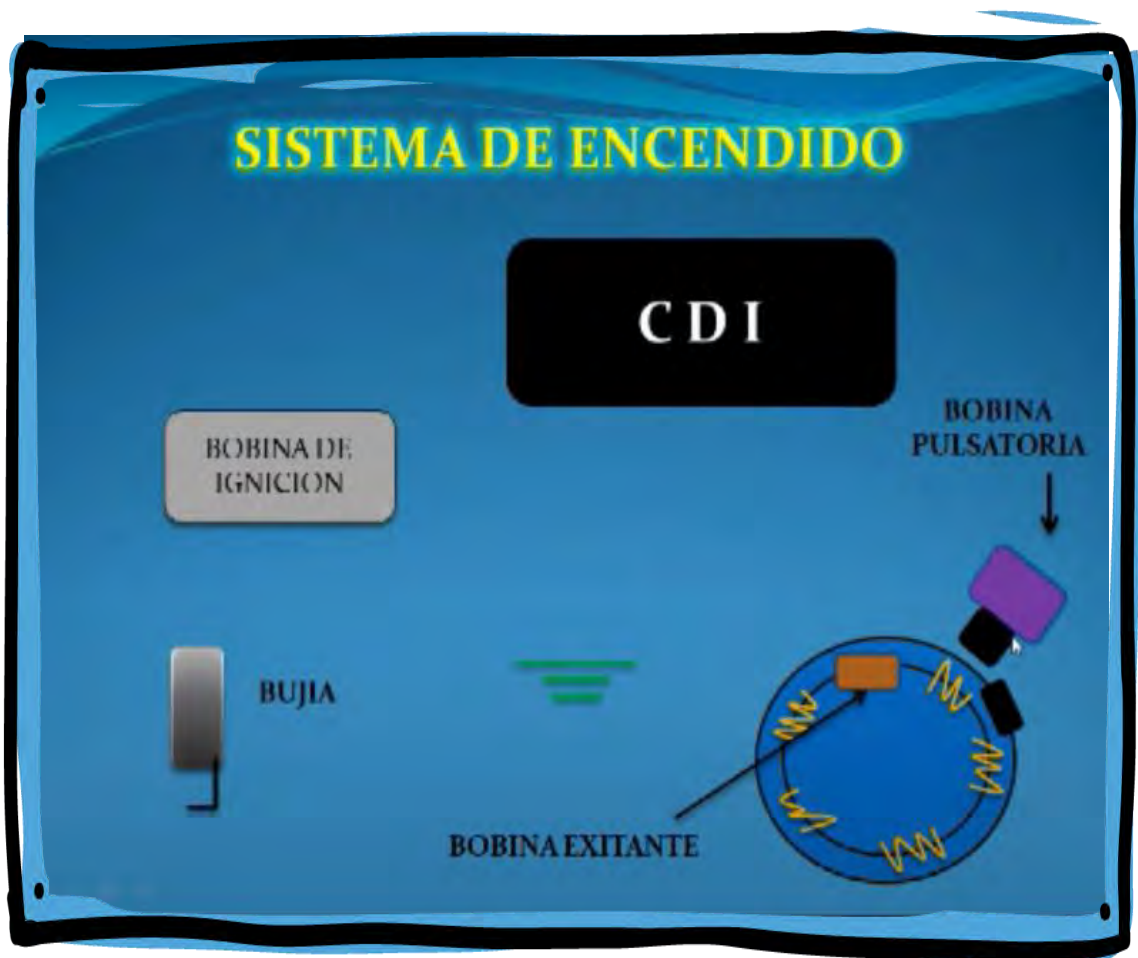 SISTEMA DE ENCENDIDO
C D I
BOBINA
PULSATORIA
BOBINA DE
IGNICION
BUJIA
BOBINA EXITANTE